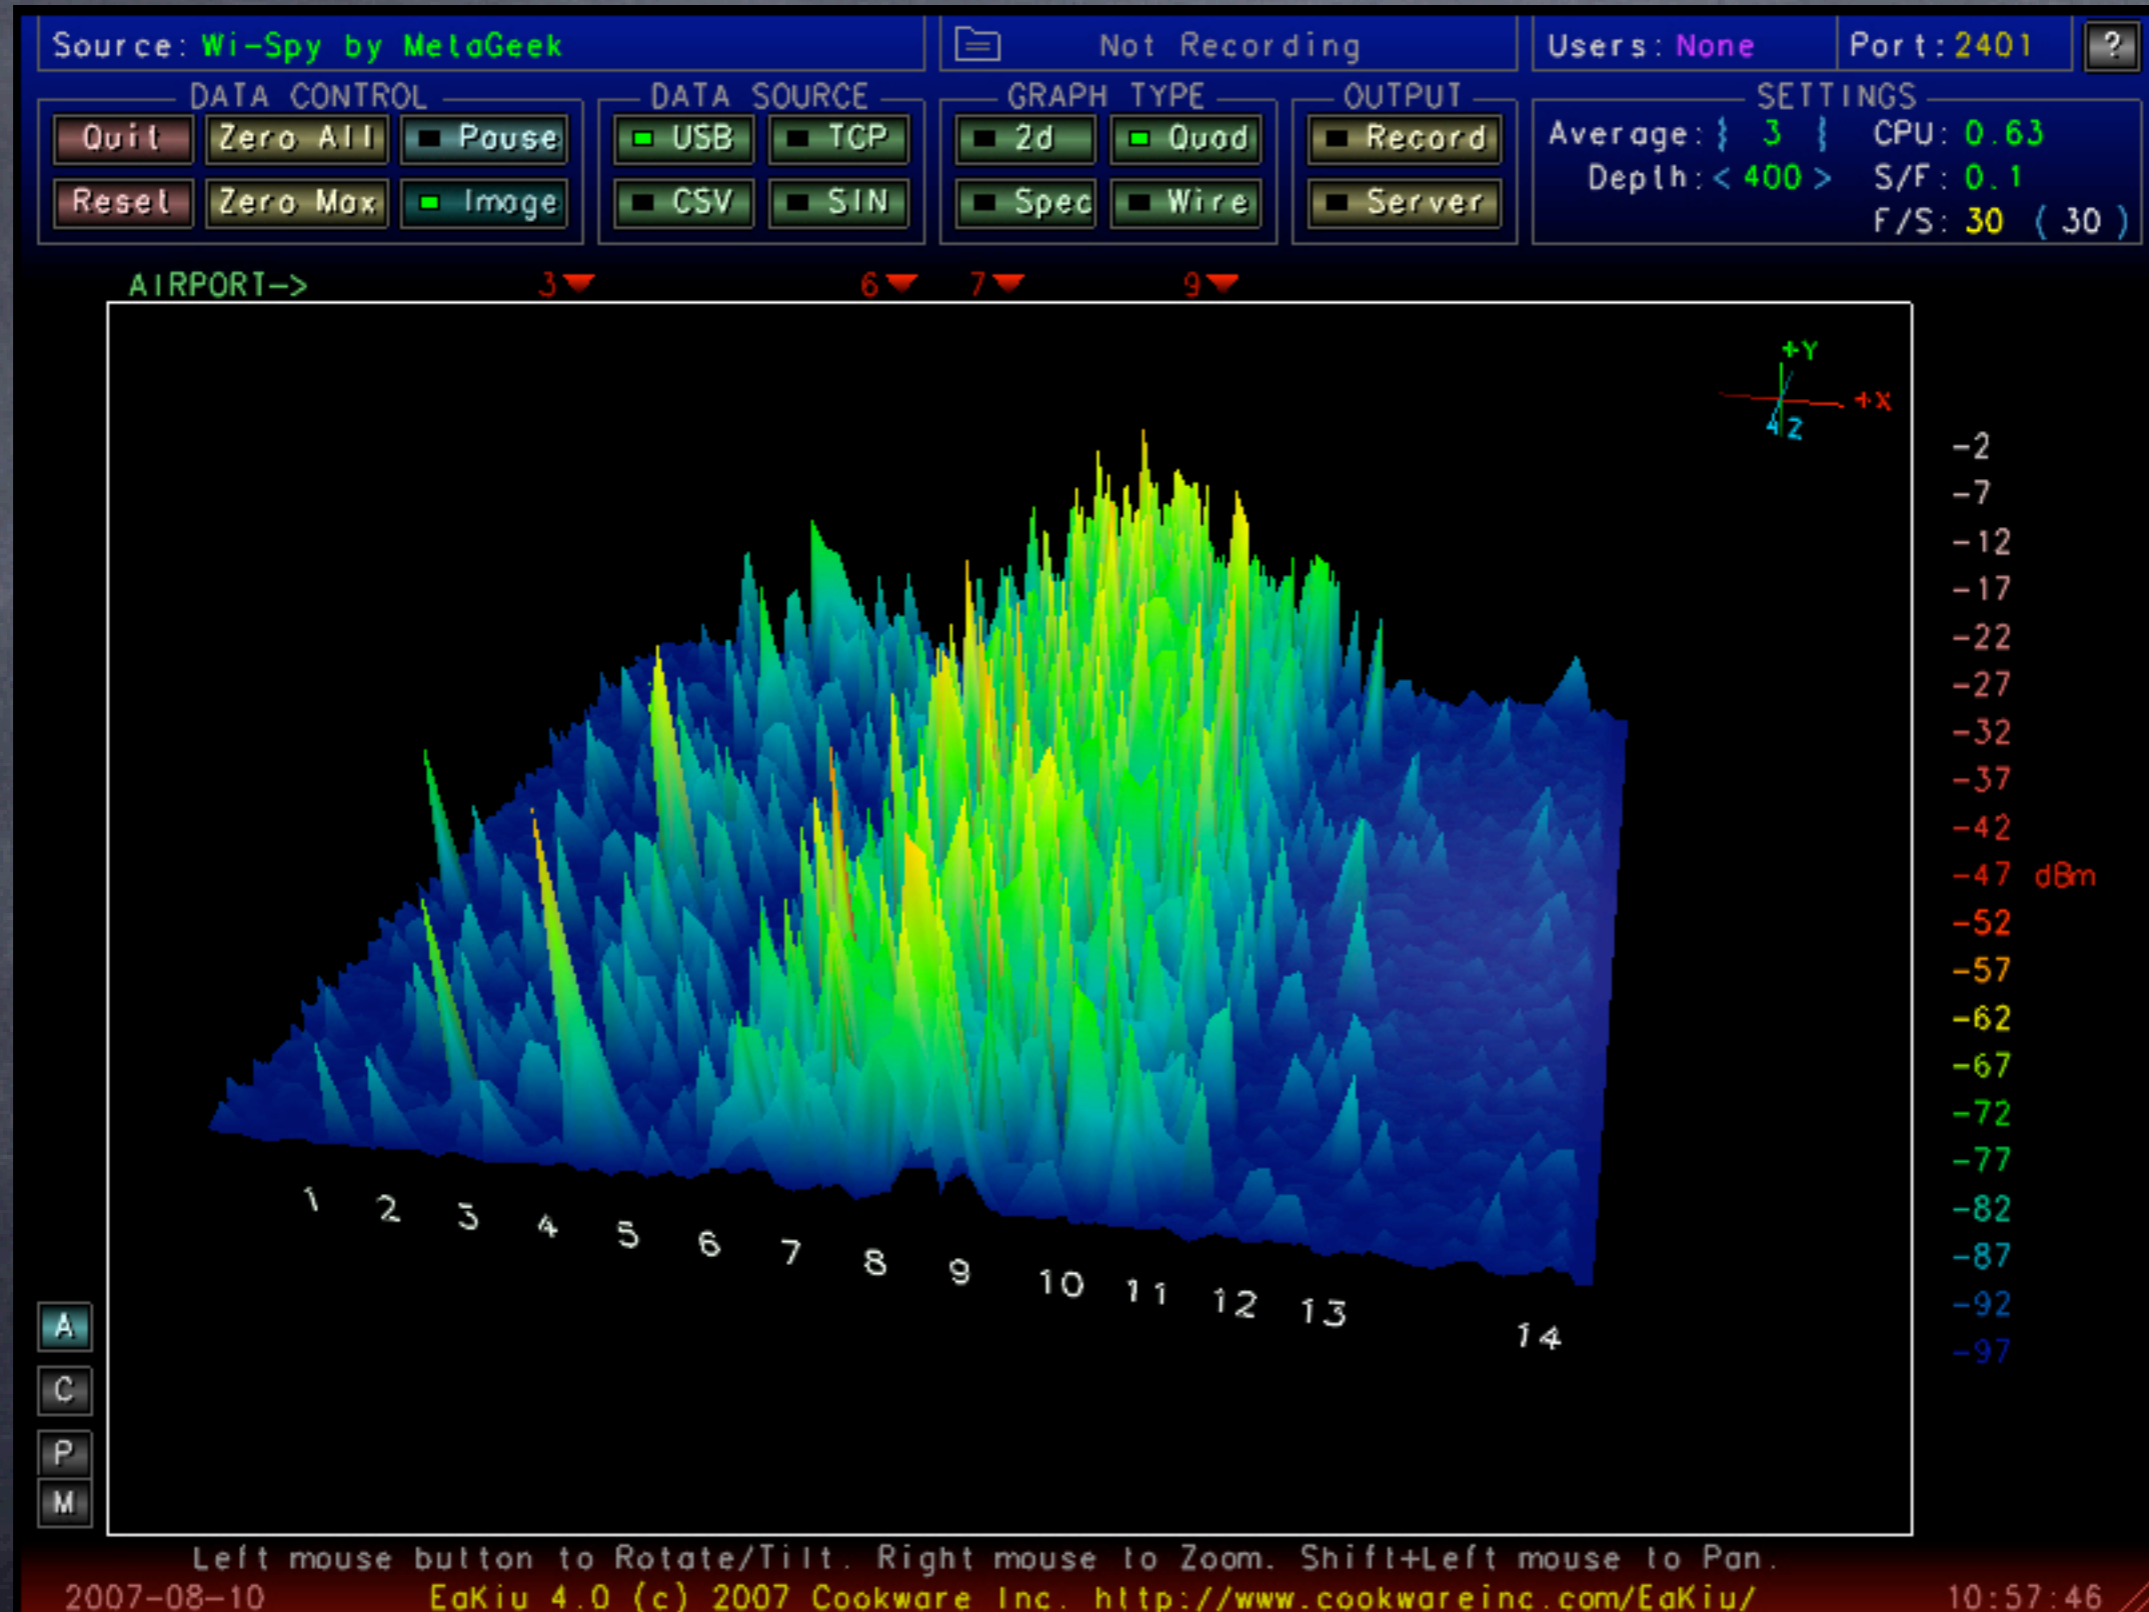 Source: Wi-Spy by MetaGeek
Not Recording
Users: None
Port:2401
?
DATA CONTROL
DATA SOURCE
GRAPH TYPE
OUTPUT
SETTINGS
Quit Zero All Pause
USB TCP
2d Quad
Record
Average: 3 CPU: 0.63
Depth:< 400 > S/F: 0.1
Reset Zero Max Image
CSV SIN
Spec Wire
Server
F/S: 30 ( 30 )
AIRPORT-> 3 6 7 9
+Y
+X
+Z
-2
-7
-12
-17
-22
-27
-32
-37
-42
-47 dBm
-52
-57
-62
-67
-72
-77
-82
-87
-92
-97
1 2 3 4 5 6 7 8 9 10 11 12 13 14
A
C
P
M
Left mouse button to Rotate/Tilt. Right mouse to Zoom. Shift+Left mouse to Pan.
2007-08-10 EaKiu 4.0 (c) 2007 Cookware Inc. http://www.cookwareinc.com/EaKiu/ 10:57:46